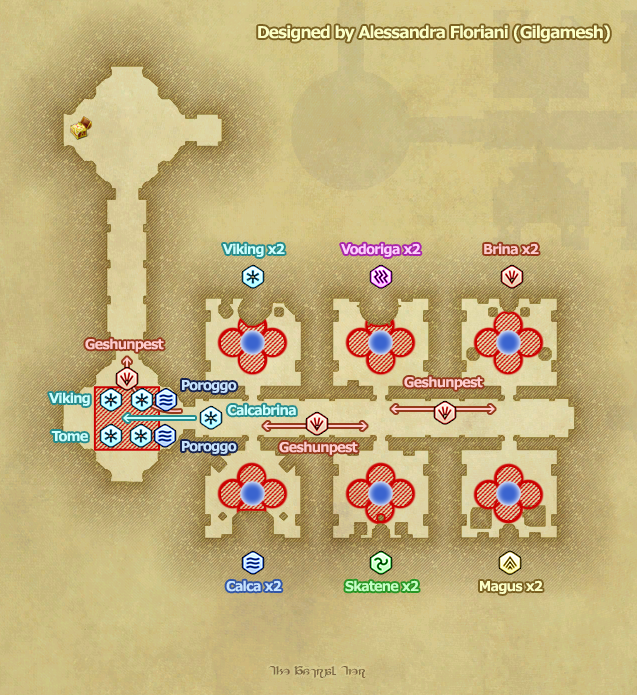 Designed by Alessandra Floriani (Gilgamesh)
Viking x2
Vodoriga x2
Brina x2
Geshunpest
Geshunpest
Poroggo
Viking
Calcabrina
Tome
Poroggo
Geshunpest
Calca x2
Skatene x2
Magus x2